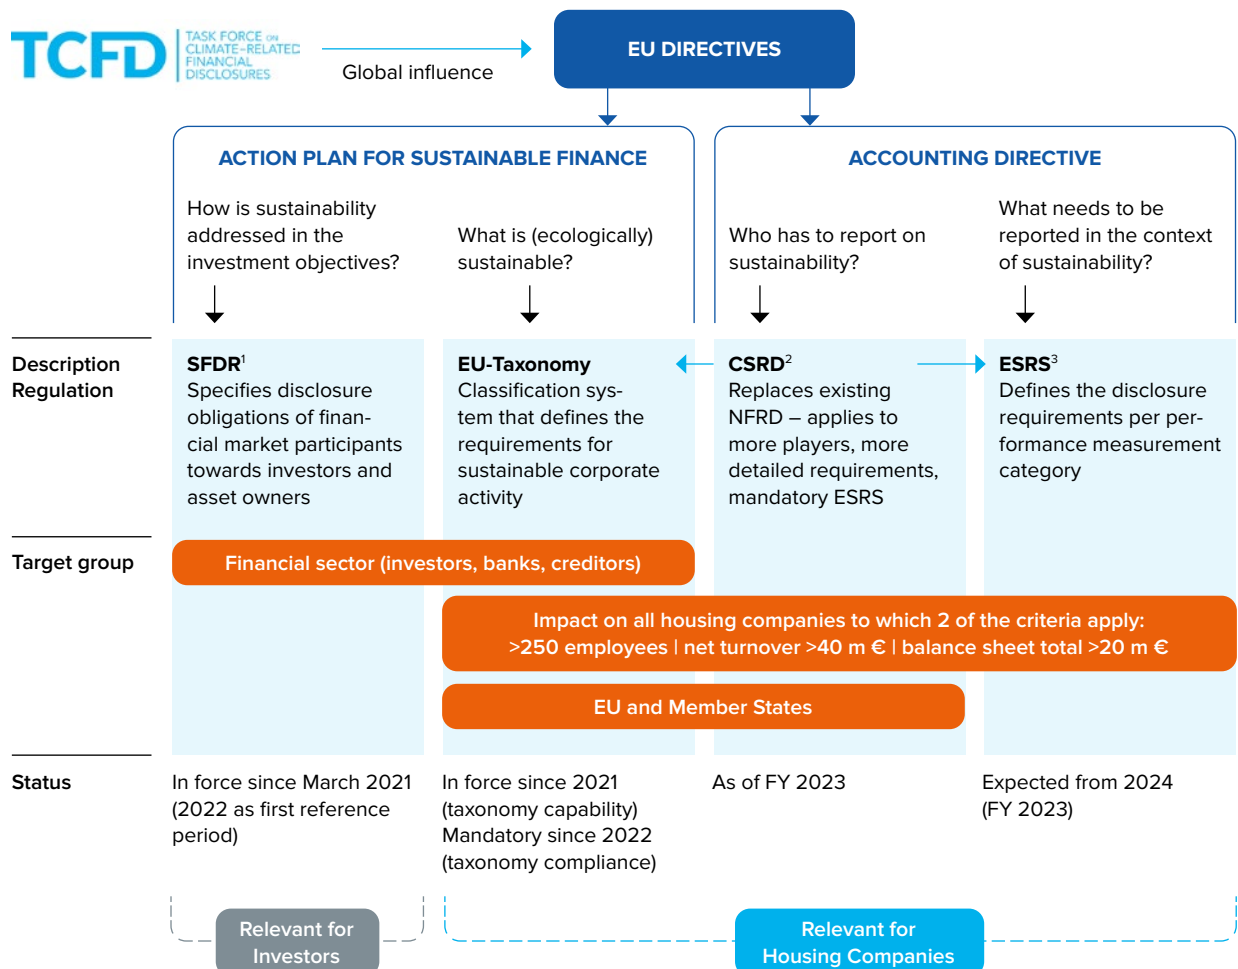 TCFD
TASK FORCE ON
CLIMATE-RELATED
FINANCIAL
DISCLOSURES
Global influence
EU DIRECTIVES
ACTION PLAN FOR SUSTAINABLE FINANCE
ACCOUNTING DIRECTIVE
How is sustainability
addressed in the
investment objectives?
What is (ecologically)
sustainable?
Who has to report on
sustainability?
What needs to be
reported in the context
of sustainability?
Description
Regulation
SFDR¹
Specifies disclosure
obligations of finan-
cial market participants
towards investors and
asset owners
EU-Taxonomy
Classification sys-
tem that defines the
requirements for
sustainable corporate
activity
CSRD²
Replaces existing
NFRD – applies to
more players, more
detailed requirements,
mandatory ESRS
ESRS³
Defines the disclosure
requirements per per-
formance measurement
category
Target group
Financial sector (investors, banks, creditors)
Impact on all housing companies to which 2 of the criteria apply:
>250 employees | net turnover >40 m € | balance sheet total >20 m €
EU and Member States
Status
In force since March 2021
(2022 as first reference
period)
In force since 2021
(taxonomy capability)
Mandatory since 2022
(taxonomy compliance)
As of FY 2023
Expected from 2024
(FY 2023)
Relevant for
Investors
Relevant for
Housing Companies